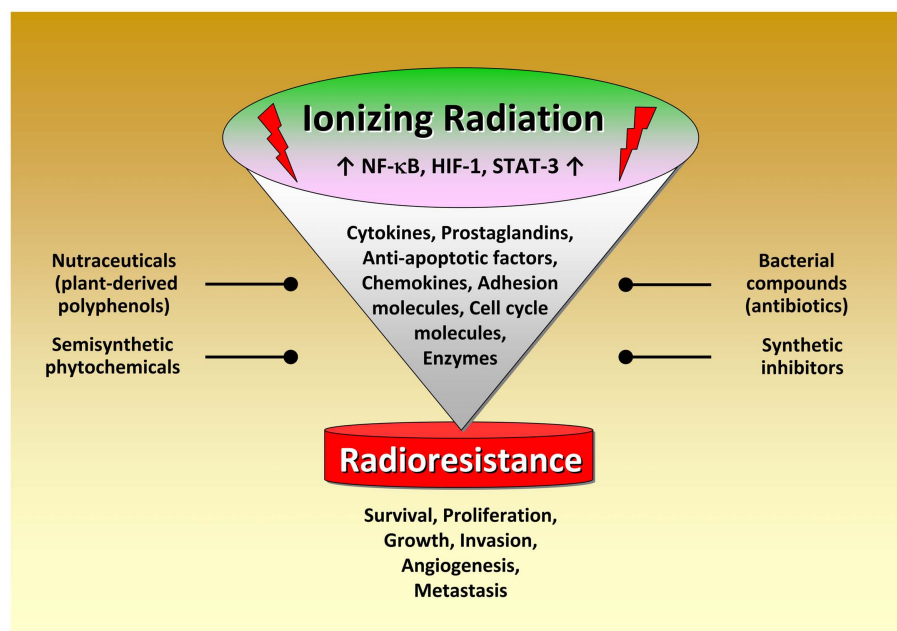 Ionizing Radiation
↑ NF-κB, HIF-1, STAT-3 ↑
Cytokines, Prostaglandins,
Anti-apoptotic factors,
Chemokines, Adhesion
molecules, Cell cycle
molecules,
Enzymes
Nutraceuticals
(plant-derived
polyphenols)
Semisynthetic
phytochemicals
Bacterial
compounds
(antibiotics)
Synthetic
inhibitors
Radioresistance
Survival, Proliferation,
Growth, Invasion,
Angiogenesis,
Metastasis